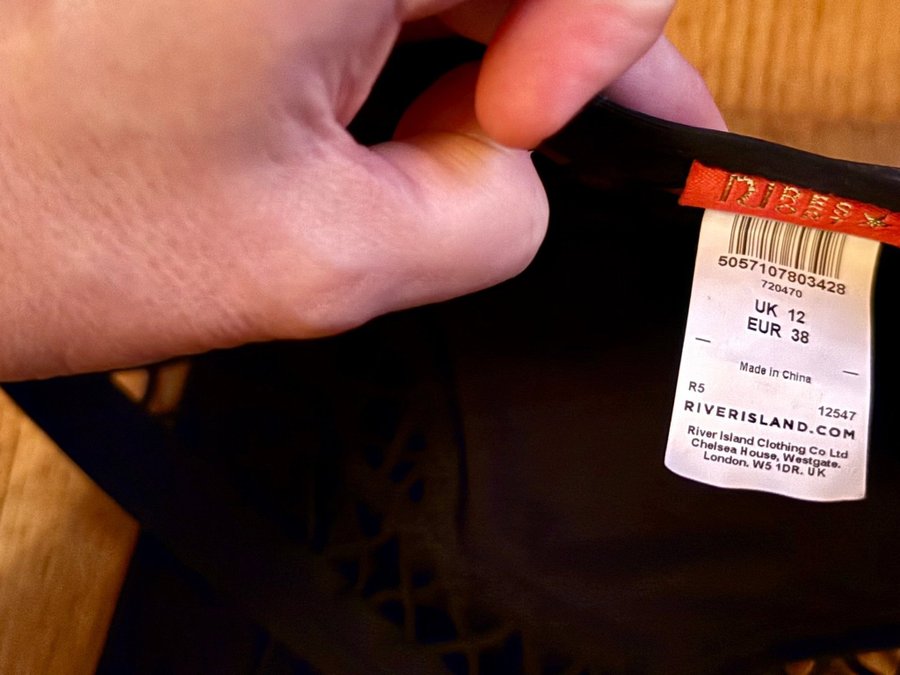 RI
5057107803428
720470
UK 12
EUR 38
Made in China
R5
12547
RIVERISLAND.COM
River Island Clothing Co Ltd
Chelsea House, Westgate.
London, W5 1DR. UK